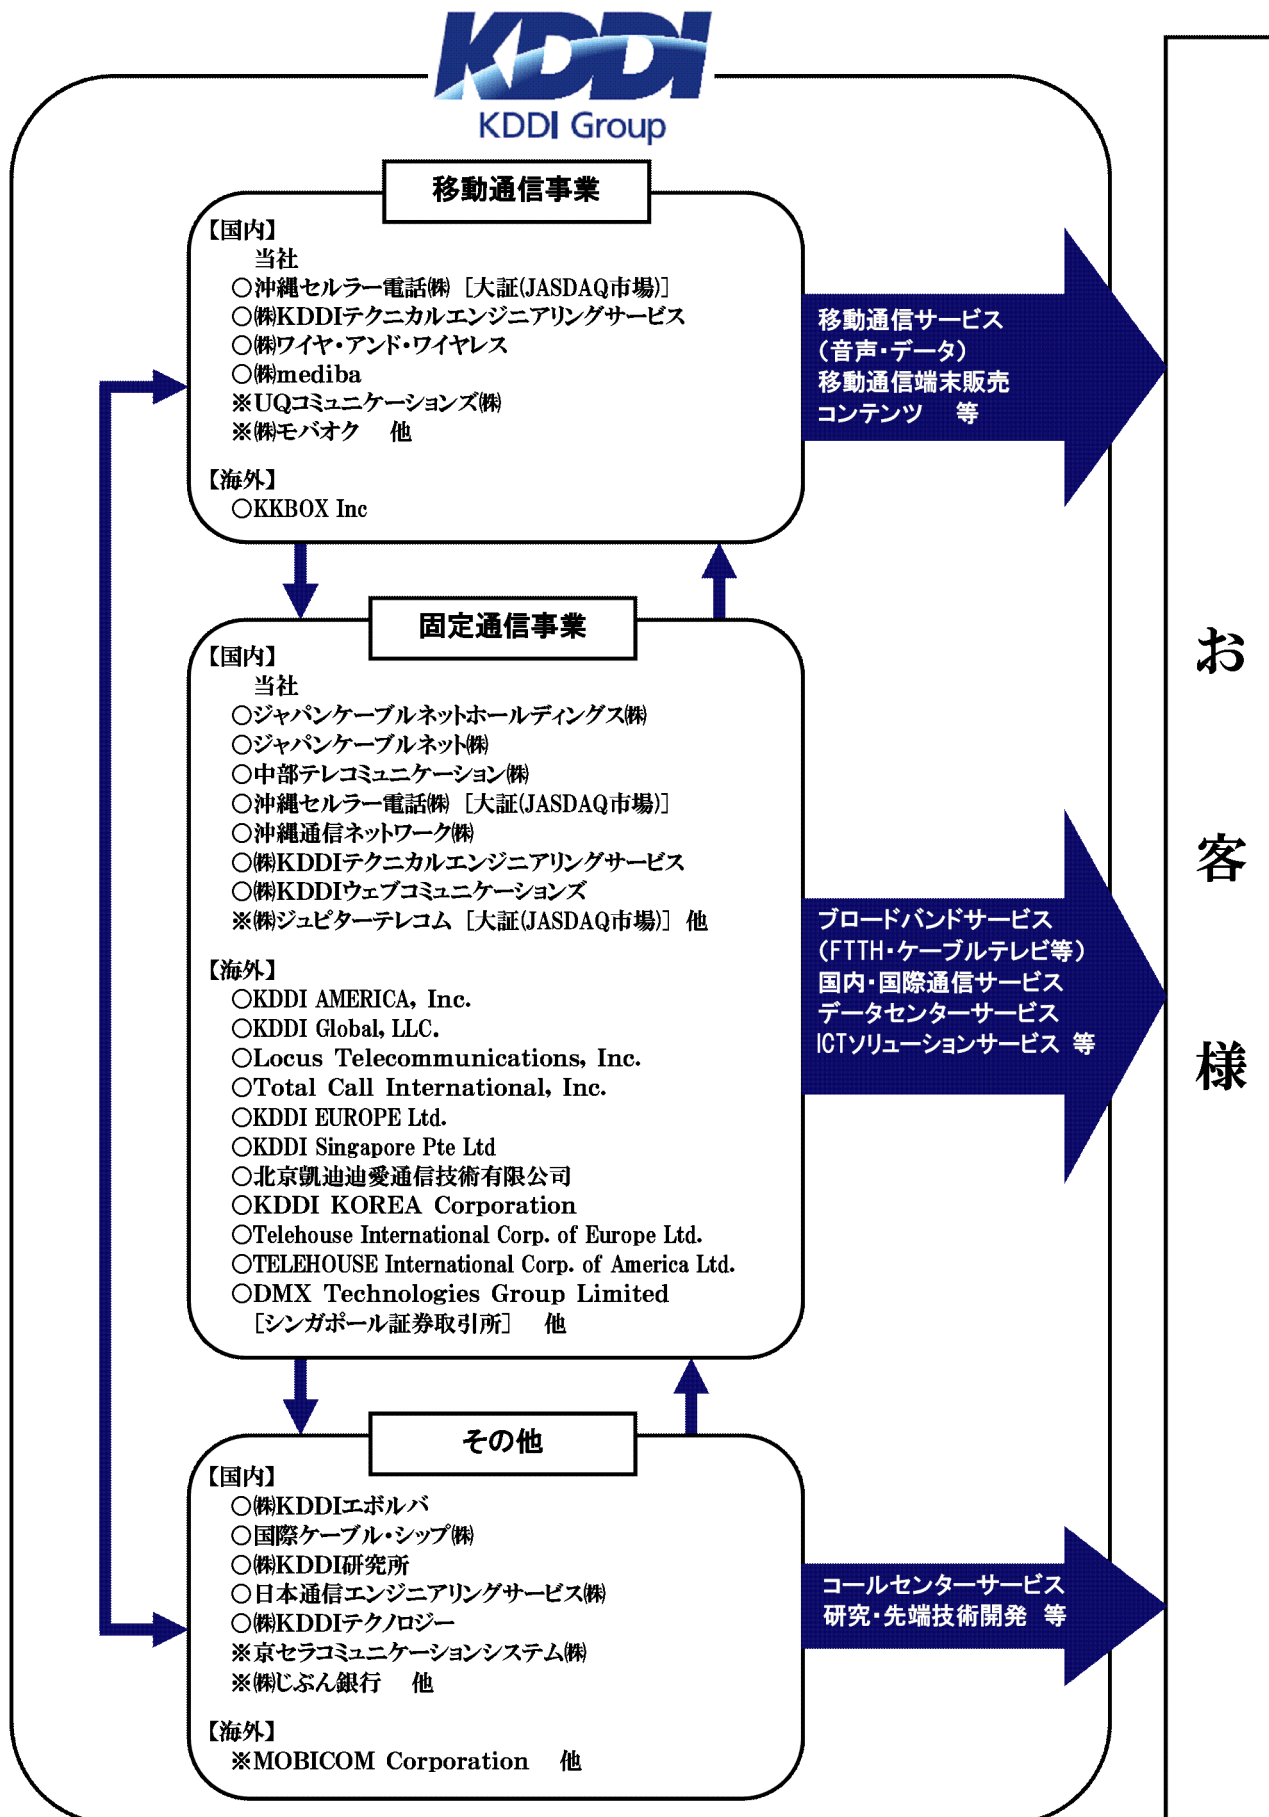 KDDI
KDDI Group
移動通信事業
【国内】
当社
○沖縄セルラー電話㈱ [大証(JASDAQ市場)]
○㈱KDDIテクニカルエンジニアリングサービス
○㈱ワイヤ・アンド・ワイヤレス
○㈱mediba
※UQコミュニケーションズ㈱
※㈱モバオク 他
【海外】
○KKBOX Inc
移動通信サービス
(音声・データ)
移動通信端末販売
コンテンツ 等
固定通信事業
【国内】
当社
○ジャパンケーブルネットホールディングス㈱
○ジャパンケーブルネット㈱
○中部テレコミュニケーション㈱
○沖縄セルラー電話㈱ [大証(JASDAQ市場)]
○沖縄通信ネットワーク㈱
○㈱KDDIテクニカルエンジニアリングサービス
○㈱KDDIウェブコミュニケーションズ
※㈱ジュピターテレコム [大証(JASDAQ市場)] 他
【海外】
○KDDI AMERICA, Inc.
○KDDI Global, LLC.
○Locus Telecommunications, Inc.
○Total Call International, Inc.
○KDDI EUROPE Ltd.
○KDDI Singapore Pte Ltd
○北京凱迪迪愛通信技術有限公司
○KDDI KOREA Corporation
○Telehouse International Corp. of Europe Ltd.
○TELEHOUSE International Corp. of America Ltd.
○DMX Technologies Group Limited
[シンガポール証券取引所] 他
ブロードバンドサービス
(FTTH・ケーブルテレビ等)
国内・国際通信サービス
データセンターサービス
ICTソリューションサービス 等
その他
【国内】
○㈱KDDIエボルバ
○国際ケーブル・シップ㈱
○㈱KDDI研究所
○日本通信エンジニアリングサービス㈱
○㈱KDDIテクノロジー
※京セラコミュニケーションシステム㈱
※㈱じぶん銀行 他
【海外】
※MOBICOM Corporation 他
コールセンターサービス
研究・先端技術開発 等
お
客
様